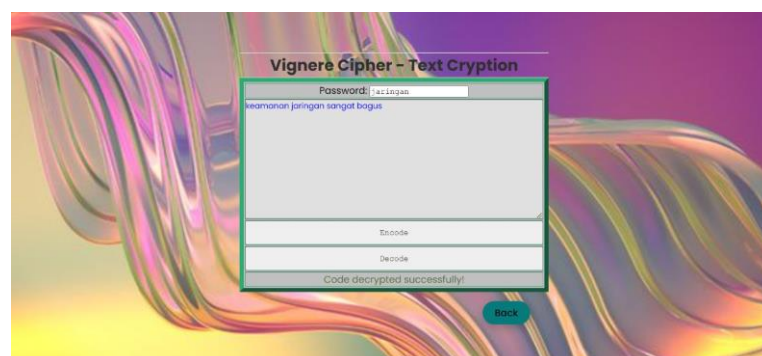 Vignere Cipher - Text Cryption
Password: jaringan
keamanan jaringan sangat bagus
Encode
Decode
Code decrypted successfully!
Back